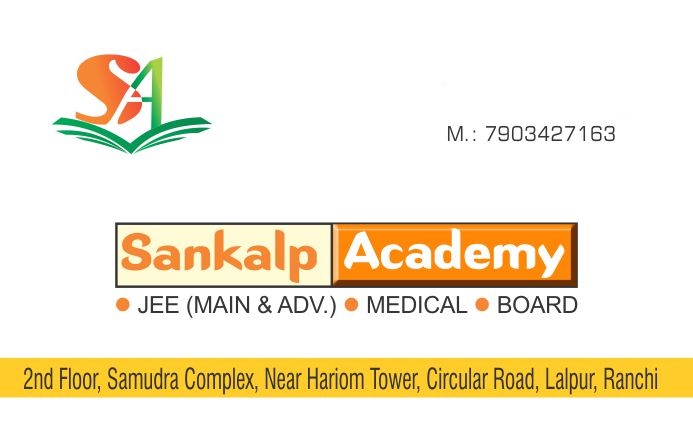 SA
M.: 7903427163
Sankalp Academy
● JEE (MAIN & ADV.) ● MEDICAL ● BOARD
2nd Floor, Samudra Complex, Near Hariom Tower, Circular Road, Lalpur, Ranchi